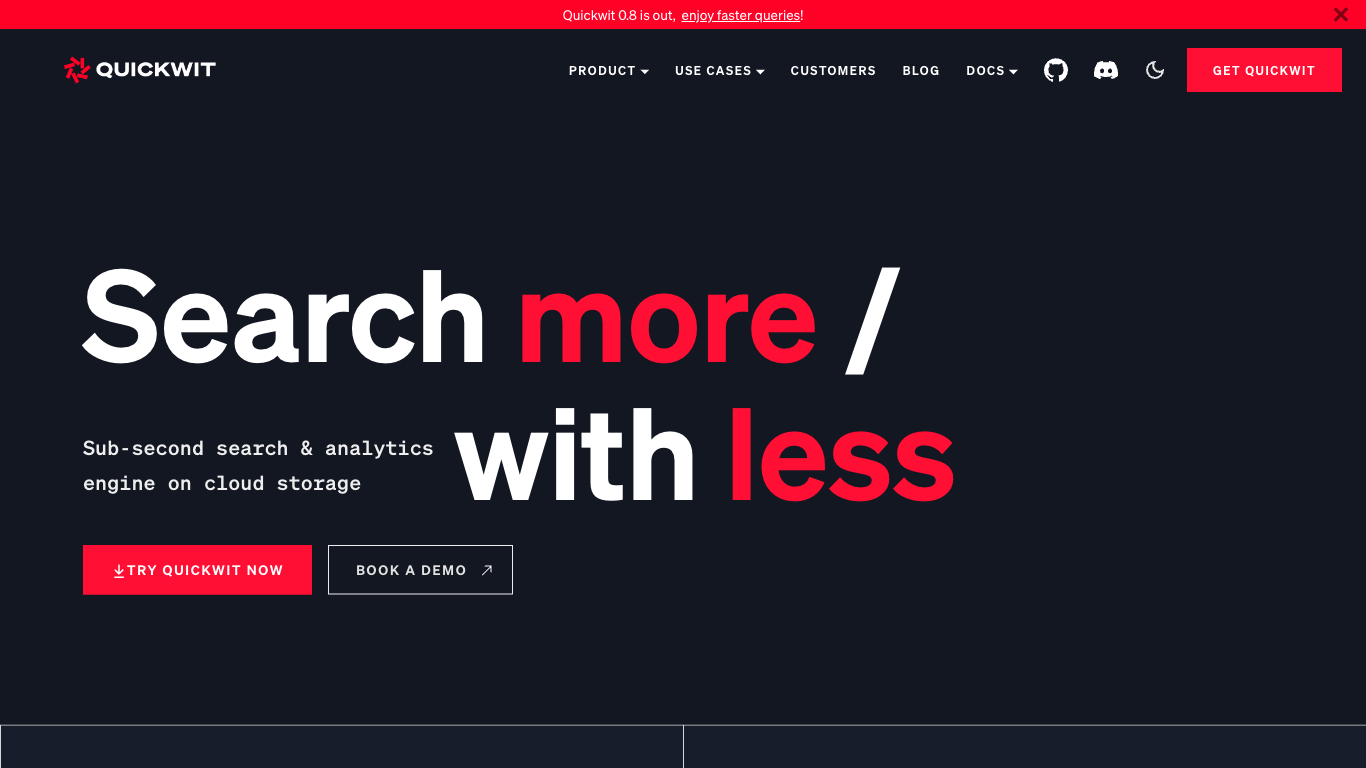 Quickwit 0.8 is out, enjoy faster queries!
QUICKWIT
PRODUCT
USE CASES
CUSTOMERS
BLOG
DOCS
GET QUICKWIT
Search more /
with less
Sub-second search & analytics
engine on cloud storage
TRY QUICKWIT NOW
BOOK A DEMO